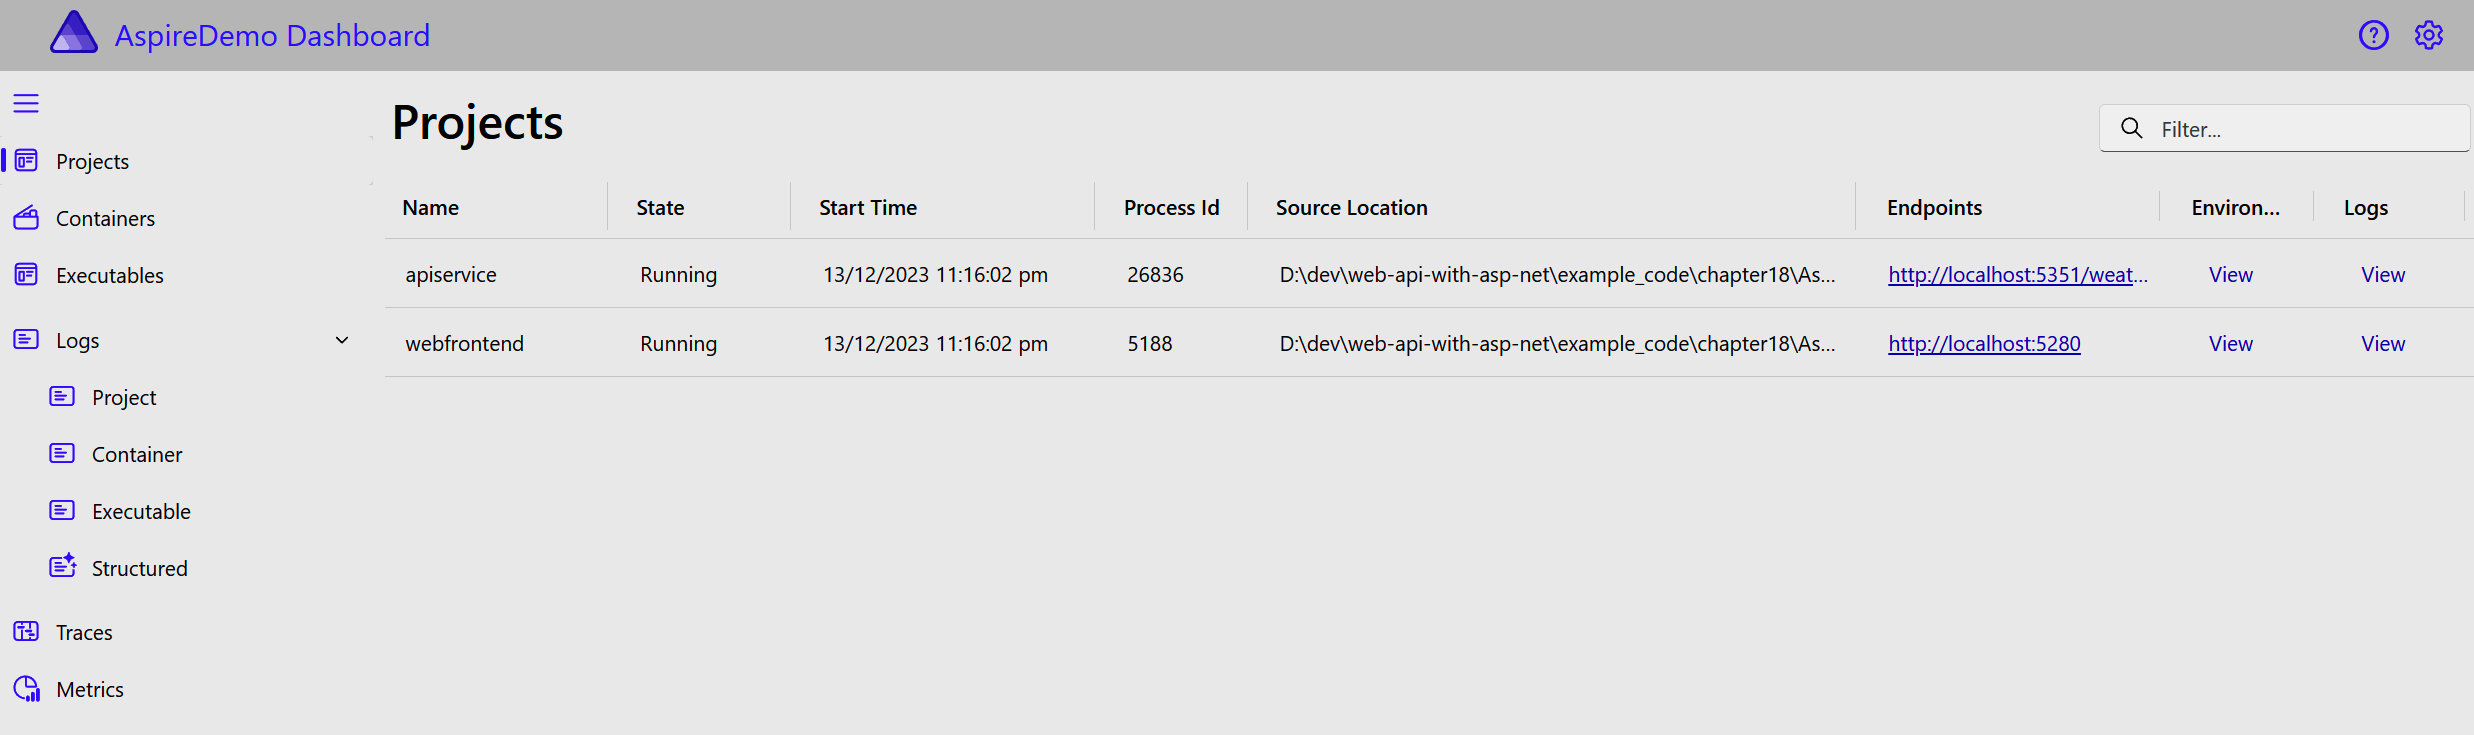 AspireDemo Dashboard
Projects
Containers
Executables
Logs
Project
Container
Executable
Structured
Traces
Metrics
Projects
Filter...
Name State Start Time Process Id Source Location Endpoints Environ... Logs
apiservice Running 13/12/2023 11:16:02 pm 26836 D:\dev\web-api-with-asp-net\example_code\chapter18\As... http://localhost:5351/weat... View View
webfrontend Running 13/12/2023 11:16:02 pm 5188 D:\dev\web-api-with-asp-net\example_code\chapter18\As... http://localhost:5280 View View